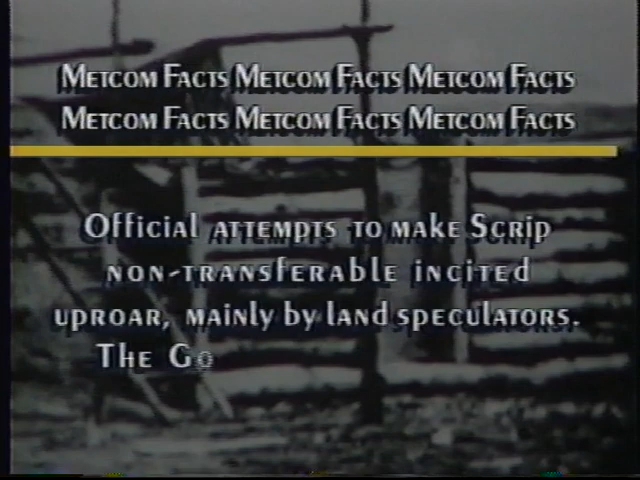 Metcom Facts Metcom Facts Metcom Facts
Metcom Facts Metcom Facts Metcom Facts
Official attempts to make Scrip
non-transferable incited
uproar, mainly by land speculators.
The Go